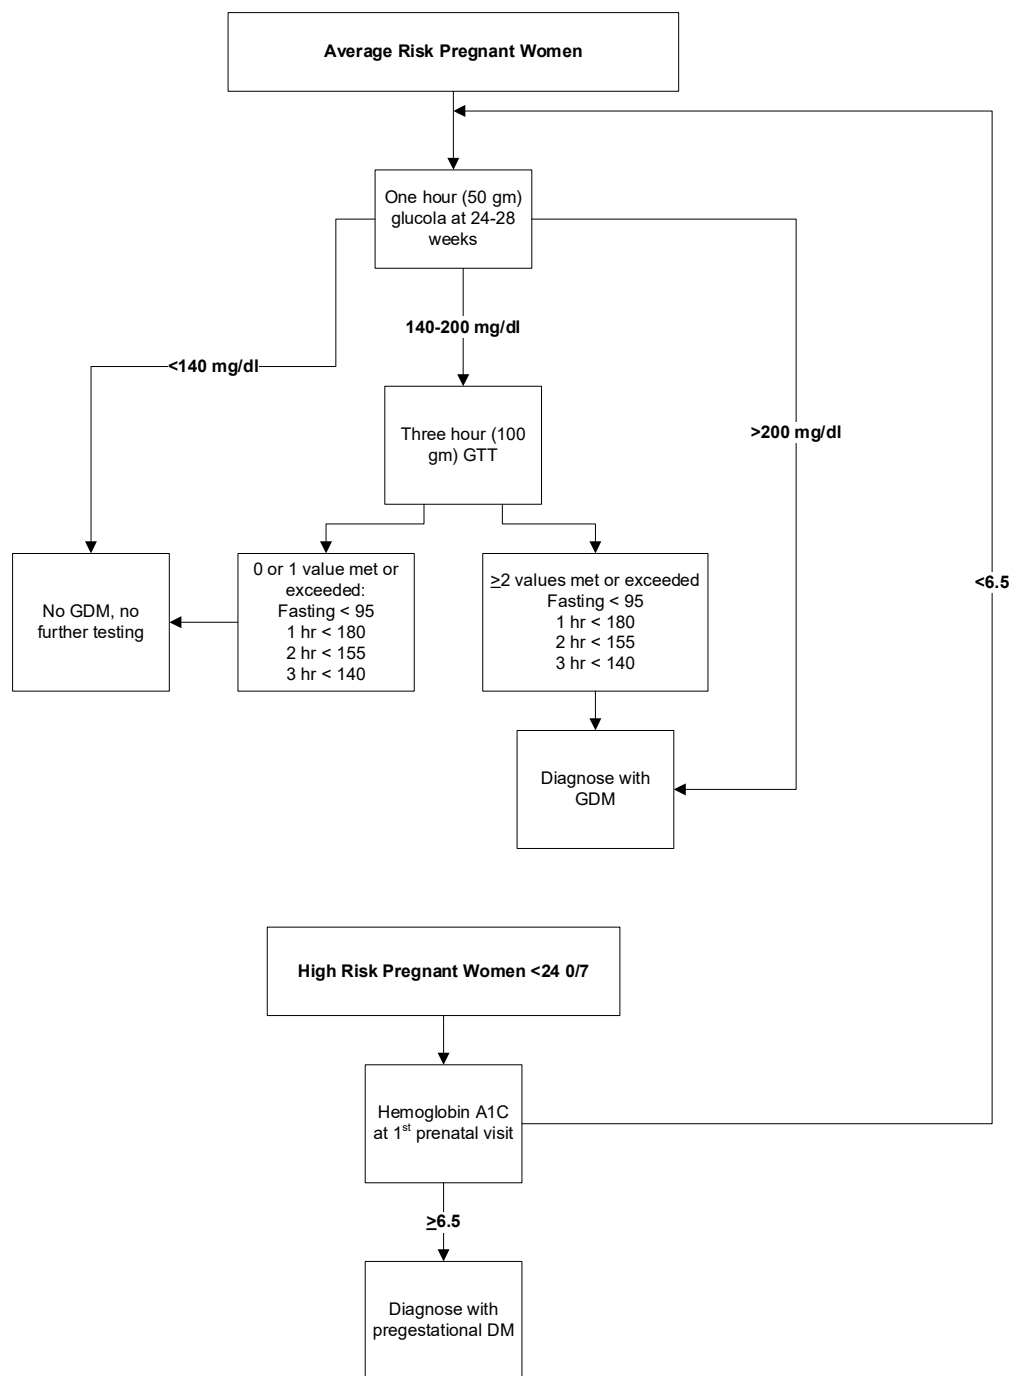 Average Risk Pregnant Women
One hour (50 gm)
glucola at 24-28
weeks
140-200 mg/dl
<140 mg/dl
>200 mg/dl
Three hour (100
gm) GTT
No GDM, no
further testing
0 or 1 value met or
exceeded:
Fasting < 95
1 hr < 180
2 hr < 155
3 hr < 140
≥2 values met or exceeded
Fasting < 95
1 hr < 180
2 hr < 155
3 hr < 140
<6.5
Diagnose with
GDM
High Risk Pregnant Women <24 0/7
Hemoglobin A1C
at 1st prenatal visit
≥6.5
Diagnose with
pregestational DM